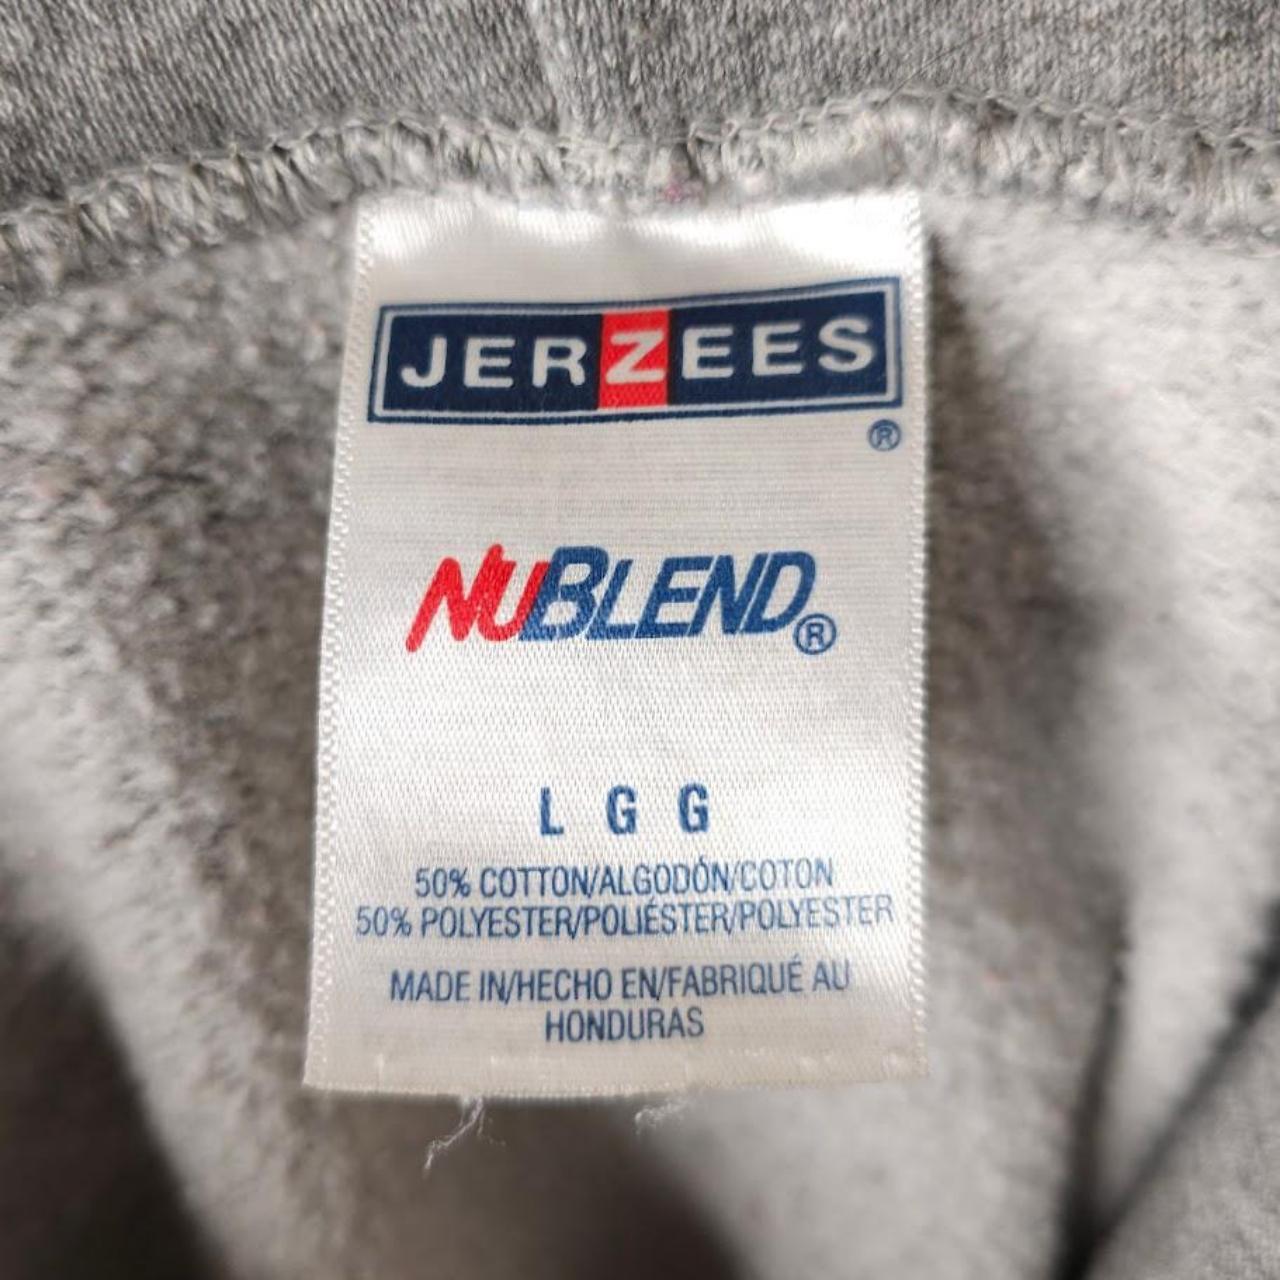 JERZEES
®
NUBLEND®
L G G
50% COTTON/ALGODÓN/COTON
50% POLYESTER/POLIÉSTER/POLYESTER
MADE IN/HECHO EN/FABRIQUÉ AU
HONDURAS